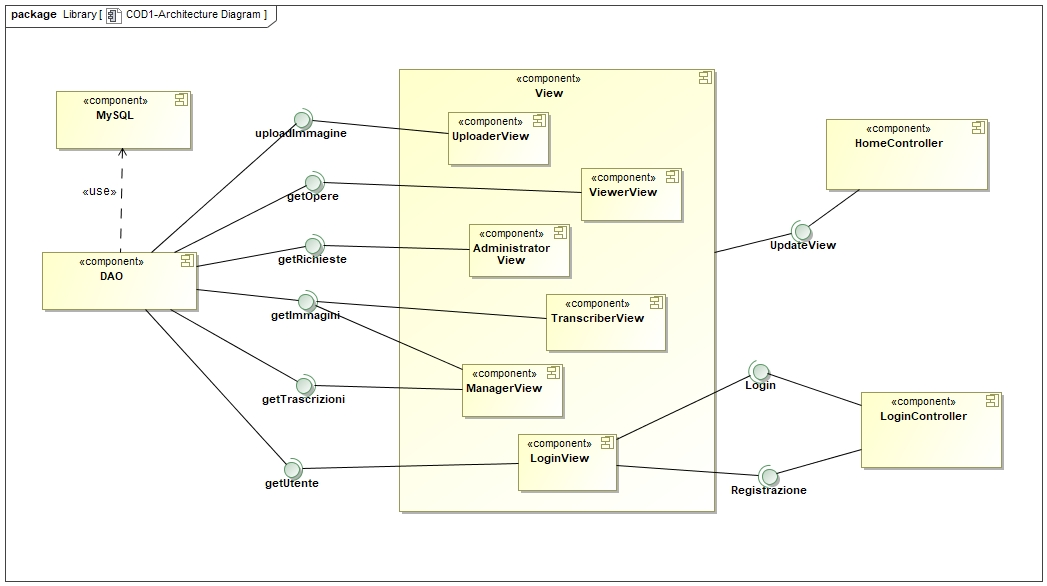 package Library [ COD1-Architecture Diagram ]
«component»
MySQL
«use»
«component»
DAO
uploadImmagine
getOpere
getRichieste
getImmagini
getTrascrizioni
getUtente
«component»
View
«component»
UploaderView
«component»
ViewerView
«component»
Administrator
View
«component»
TranscriberView
«component»
ManagerView
«component»
LoginView
«component»
HomeController
UpdateView
Login
«component»
LoginController
Registrazione